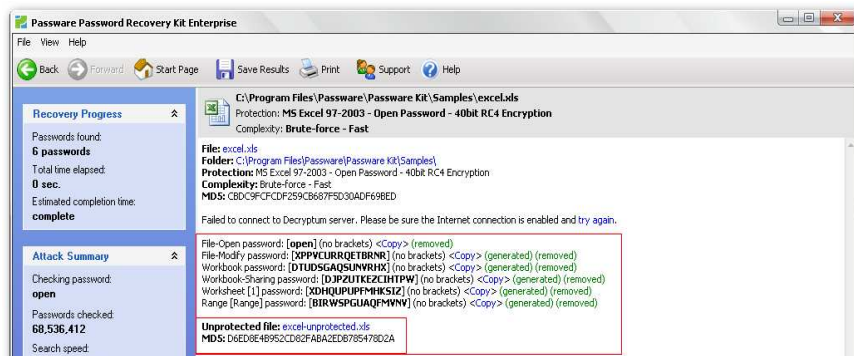 Passware Password Recovery Kit Enterprise
File View Help
Back Forward Start Page Save Results Print Support Help
C:\Program Files\Passware\Passware Kit\Samples\excel.xls
Protection: MS Excel 97-2003 - Open Password - 40bit RC4 Encryption
Complexity: Brute-force - Fast
Recovery Progress
Passwords found:
6 passwords
Total time elapsed:
0 sec.
Estimated completion time:
complete
Attack Summary
Checking password:
open
Passwords checked:
68,536,412
Search speed:
File: excel.xls
Folder: C:\Program Files\Passware\Passware Kit\Samples\
Protection: MS Excel 97-2003 - Open Password - 40bit RC4 Encryption
Complexity: Brute-force - Fast
MD5: CBDC9FCFCDF259CB687F5D30ADF69BED
Failed to connect to Decryptum server. Please be sure the Internet connection is enabled and try again.
File-Open password: [open] (no brackets) <Copy> (removed)
File-Modify password: [XPPVCURRQETBRNR] (no brackets) <Copy> (generated) (removed)
Workbook password: [DTUDSGAQSUNVRHX] (no brackets) <Copy> (generated) (removed)
Workbook-Sharing password: [DJPZUTKEZCIHTPW] (no brackets) <Copy> (generated) (removed)
Worksheet [1] password: [XDHQUPUPFMHKSIZ] (no brackets) <Copy> (generated) (removed)
Range [Range] password: [BIRWSPGUAQFMVNV] (no brackets) <Copy> (generated) (removed)
Unprotected file: excel-unprotected.xls
MD5: D6ED8E4B952CD82FABA2EDB785478D2A